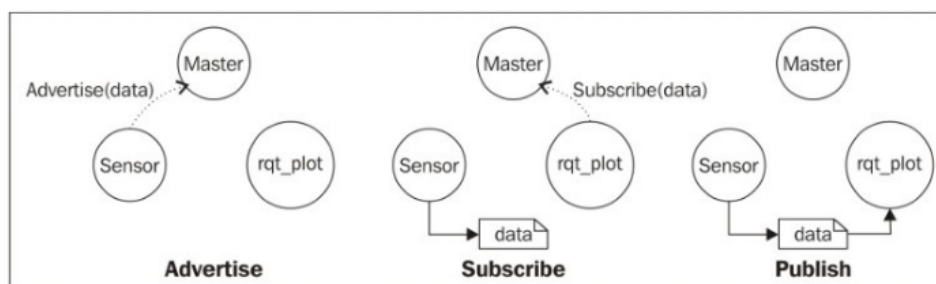 Master
Advertise(data)
Sensor
rqt_plot
Advertise
Master
Subscribe(data)
Sensor
rqt_plot
data
Subscribe
Master
Sensor
rqt_plot
data
Publish